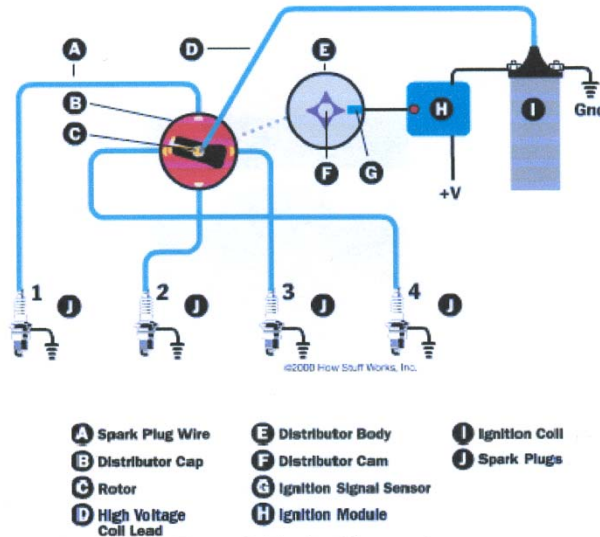 A
D
E
B
H
I
C
Gnd
F
G
+V
1 J 2 J 3 J 4 J
©2000 How Stuff Works, Inc.
A Spark Plug Wire
B Distributor Cap
C Rotor
D High Voltage
Coil Lead
E Distributor Body
F Distributor Cam
G Ignition Signal Sensor
H Ignition Module
I Ignition Coil
J Spark Plugs